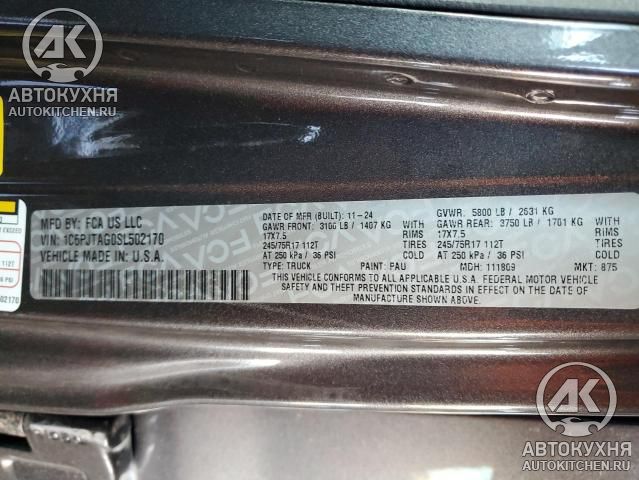 АК
АВТОКУХНЯ
AUTOKITCHEN.RU
MFD BY: FCA US LLC
VIN: 1C6PJTAG0SL502170
VEHICLE MADE IN U.S.A.
DATE OF MFR (BUILT): 11-24
GAWR FRONT: 3100 LB / 1407 KG WITH
17X7.5 RIMS
245/75R17 112T TIRES
AT 250 kPa / 36 PSI COLD
GVWR: 5800 LB / 2631 KG
GAWR REAR: 3750 LB / 1701 KG WITH
17X7.5 RIMS
245/75R17 112T TIRES
AT 250 kPa / 36 PSI COLD
TYPE: TRUCK PAINT: PAU MDH: 111809 MKT: 875
THIS VEHICLE CONFORMS TO ALL APPLICABLE U.S.A. FEDERAL MOTOR VEHICLE
SAFETY AND THEFT PREVENTION STANDARDS IN EFFECT ON THE DATE OF
MANUFACTURE SHOWN ABOVE.
112T
PSI
02170
АК
АВТОКУХНЯ
AUTOKITCHEN.RU